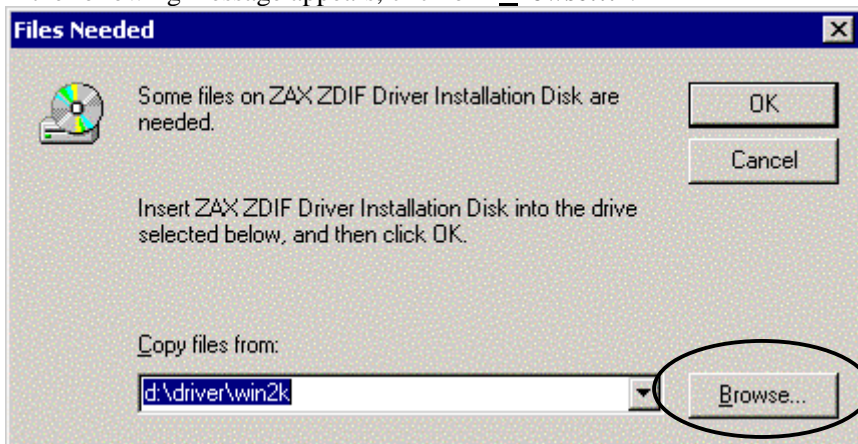 Files Needed
Some files on ZAX ZDIF Driver Installation Disk are
needed.
OK
Cancel
Insert ZAX ZDIF Driver Installation Disk into the drive
selected below, and then click OK.
Copy files from:
d:\driver\win2k
Browse...